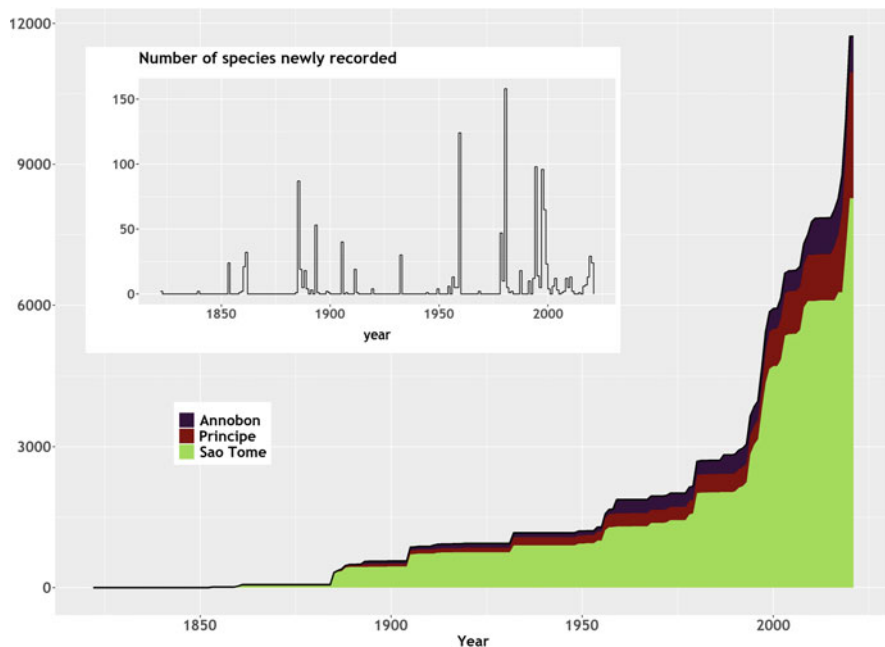 12000
9000
6000
3000
0
Number of species newly recorded
150
100
50
0
1850 1900 1950 2000
year
Annobon
Principe
Sao Tome
1850 1900 1950 2000
Year